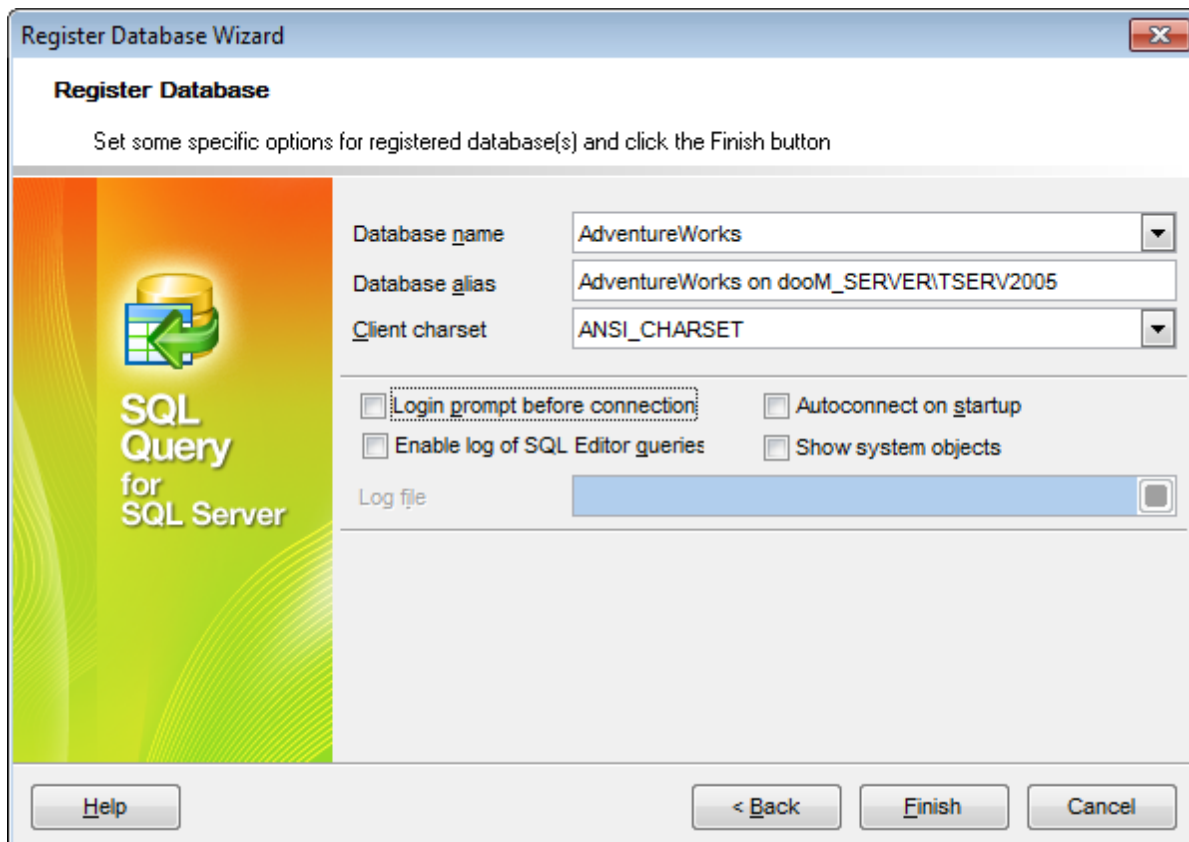 Register Database Wizard
Register Database
Set some specific options for registered database(s) and click the Finish button
Database name
AdventureWorks
Database alias
AdventureWorks on dooM_SERVER\TSERV2005
Client charset
ANSI_CHARSET
Login prompt before connection
Autoconnect on startup
Enable log of SQL Editor queries
Show system objects
Log file
SQL
Query
for
SQL Server
Help
< Back
Finish
Cancel